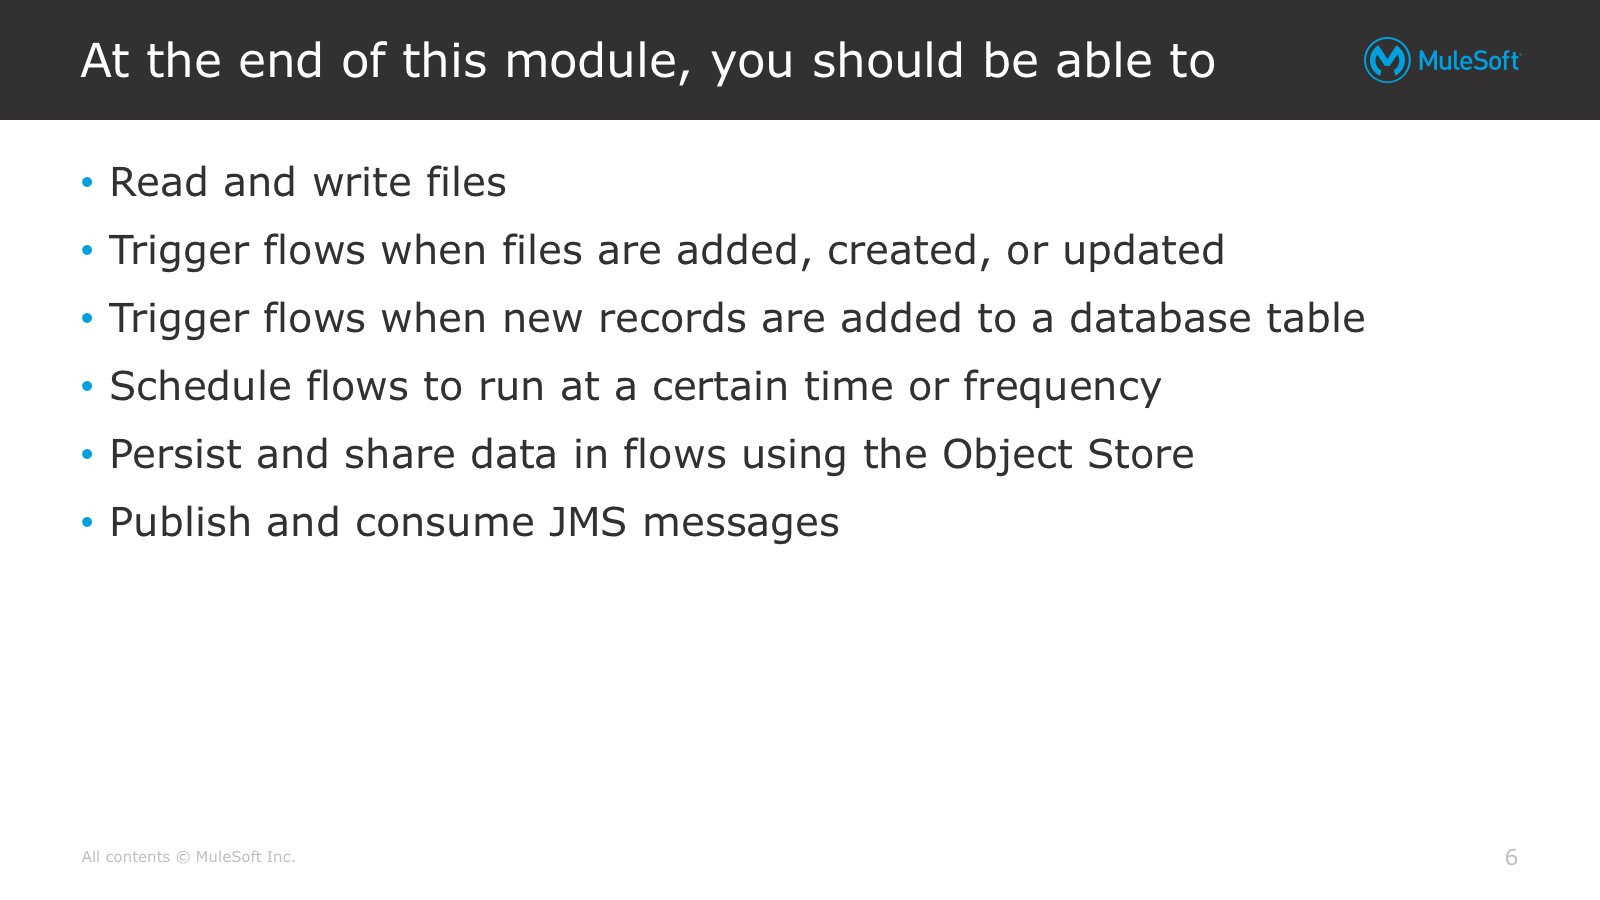 At the end of this module, you should be able to
MuleSoft
• Read and write files
• Trigger flows when files are added, created, or updated
• Trigger flows when new records are added to a database table
• Schedule flows to run at a certain time or frequency
• Persist and share data in flows using the Object Store
• Publish and consume JMS messages
All contents © MuleSoft Inc.
6